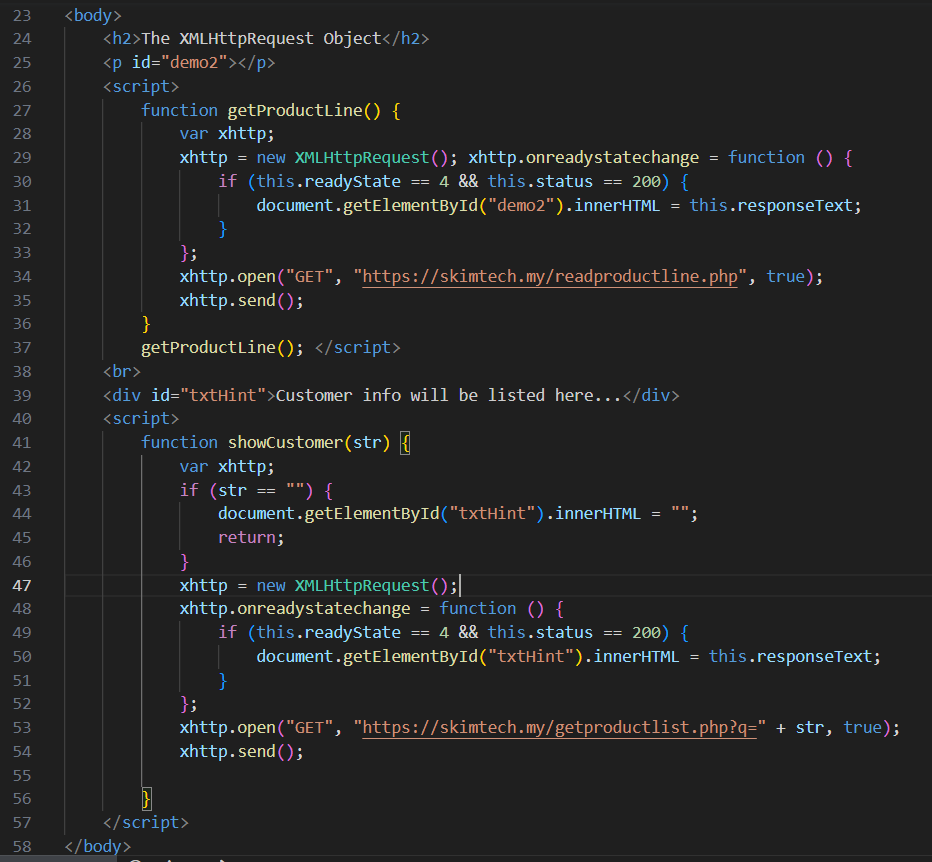 23 <body>
24 <h2>The XMLHttpRequest Object</h2>
25 <p id="demo2"></p>
26 <script>
27 function getProductLine() {
28 var xhttp;
29 xhttp = new XMLHttpRequest(); xhttp.onreadystatechange = function () {
30 if (this.readyState == 4 && this.status == 200) {
31 document.getElementById("demo2").innerHTML = this.responseText;
32 }
33 };
34 xhttp.open("GET", "https://skimtech.my/readproductline.php", true);
35 xhttp.send();
36 }
37 getProductLine(); </script>
38 <br>
39 <div id="txtHint">Customer info will be listed here...</div>
40 <script>
41 function showCustomer(str) {
42 var xhttp;
43 if (str == "") {
44 document.getElementById("txtHint").innerHTML = "";
45 return;
46 }
47 xhttp = new XMLHttpRequest();
48 xhttp.onreadystatechange = function () {
49 if (this.readyState == 4 && this.status == 200) {
50 document.getElementById("txtHint").innerHTML = this.responseText;
51 }
52 };
53 xhttp.open("GET", "https://skimtech.my/getproductlist.php?q=" + str, true);
54 xhttp.send();
55
56 }
57 </script>
58 </body>